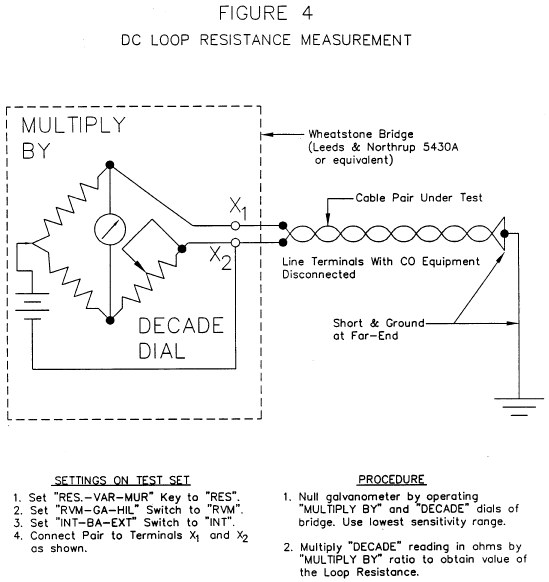 FIGURE 4
DC LOOP RESISTANCE MEASUREMENT
MULTIPLY
BY
Wheatstone Bridge
(Leeds & Northrup 5430A
or equivalent)
X1
Cable Pair Under Test
X2
Line Terminals With CO Equipment
Disconnected
DECADE
DIAL
Short & Ground
at Far-End
SETTINGS ON TEST SET
1. Set "RES.-VAR-MUR" Key to "RES".
2. Set "RVM-GA-HIL" Switch to "RVM".
3. Set "INT-BA-EXT" Switch to "INT".
4. Connect Pair to Terminals X1 and X2
as shown.
PROCEDURE
1. Null galvanometer by operating
"MULTIPLY BY" and "DECADE" dials of
bridge. Use lowest sensitivity range.
2. Multiply "DECADE" reading in ohms by
"MULTIPLY BY" ratio to obtain value of
the Loop Resistance.